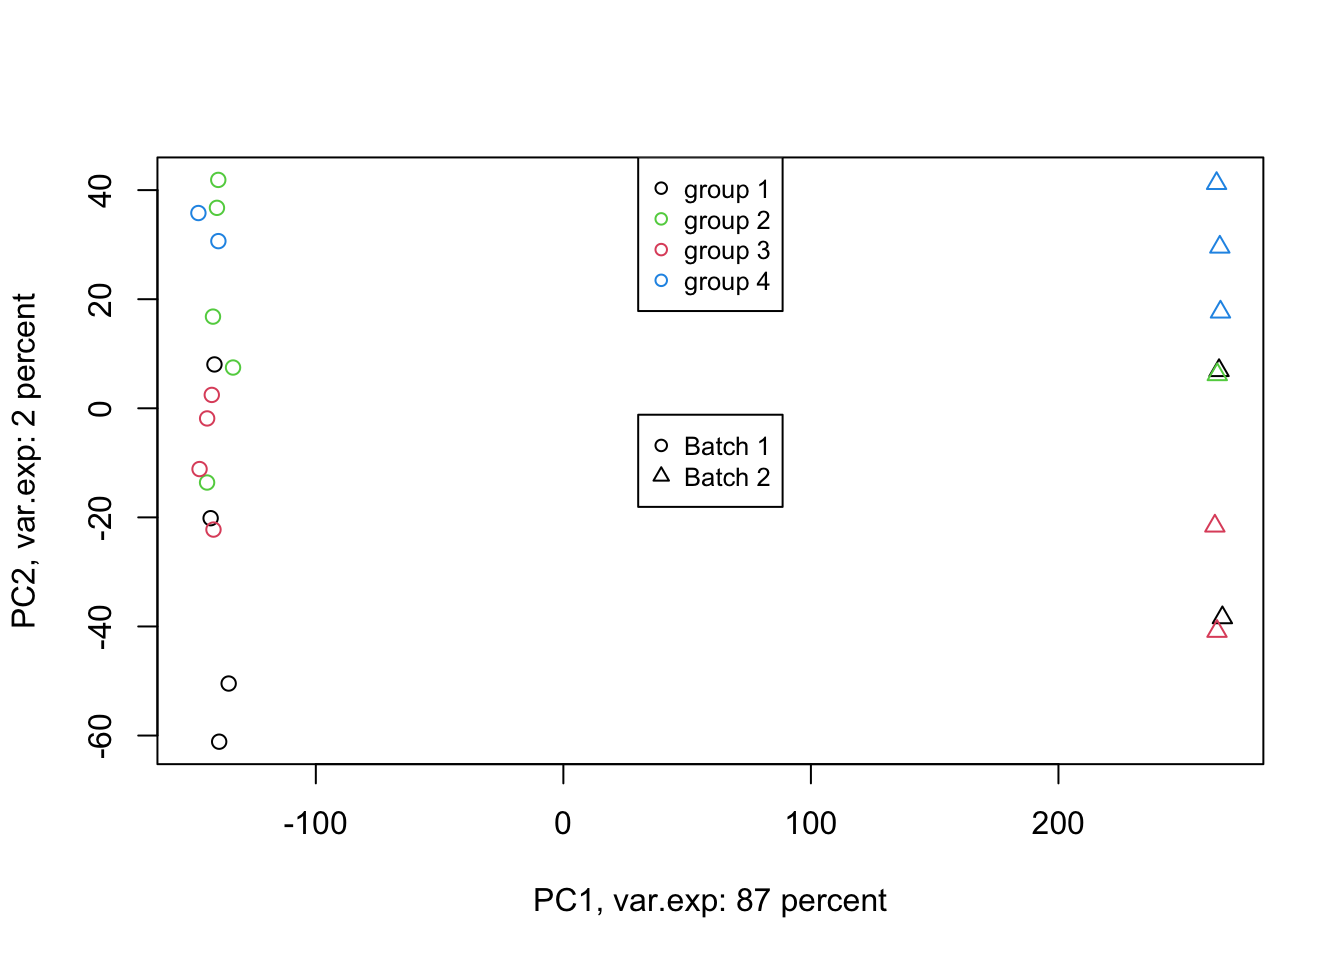 group 1
group 2
group 3
group 4
Batch 1
Batch 2
40
20
0
-20
-40
-60
PC2, var.exp: 2 percent
-100 0 100 200
PC1, var.exp: 87 percent